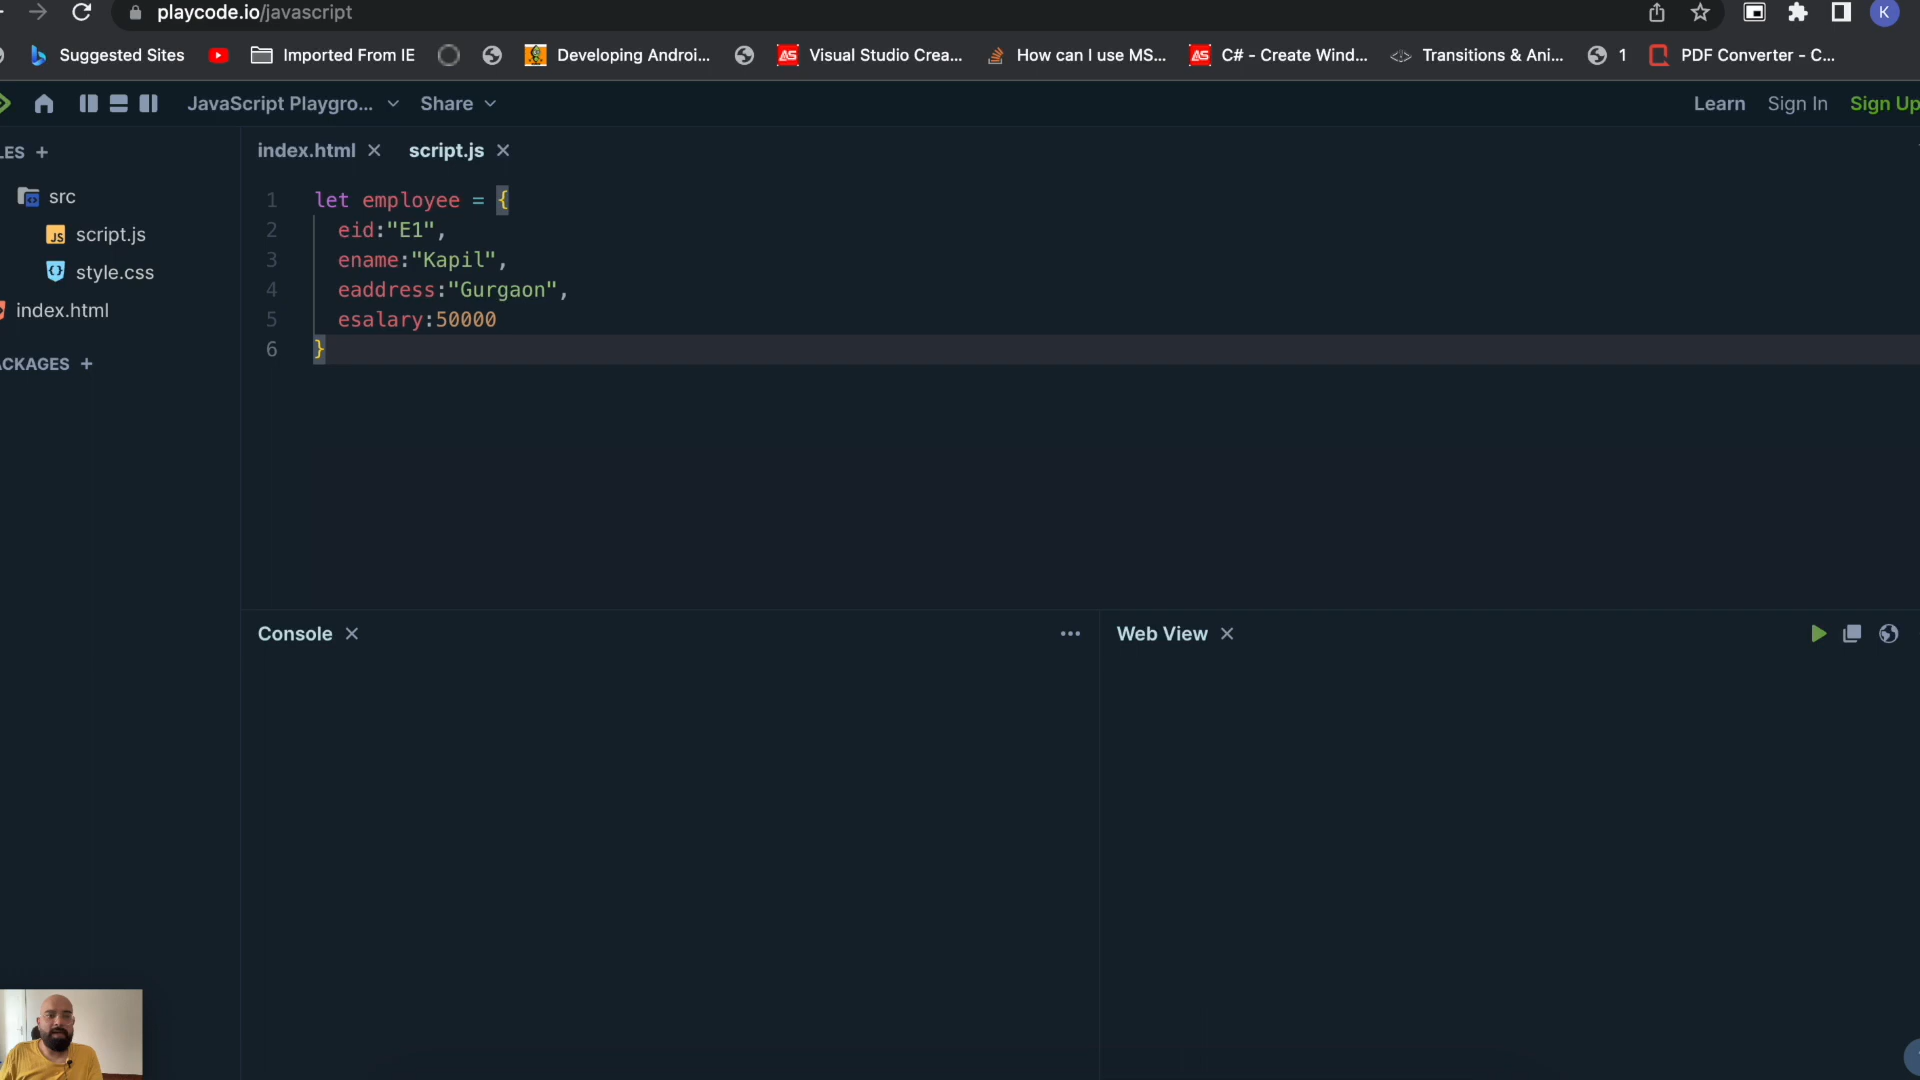 playcode.io/javascript
K
Suggested Sites
Imported From IE
Developing Androi...
Visual Studio Crea...
How can I use MS...
C# - Create Wind...
Transitions & Ani...
1
PDF Converter - C...
JavaScript Playgro...
Share
Learn
Sign In
Sign Up
LES +
index.html
script.js
src
script.js
style.css
index.html
ACKAGES +
1 let employee = {
2 eid:"E1",
3 ename:"Kapil",
4 eaddress:"Gurgaon",
5 esalary:50000
6 }
Console
Web View